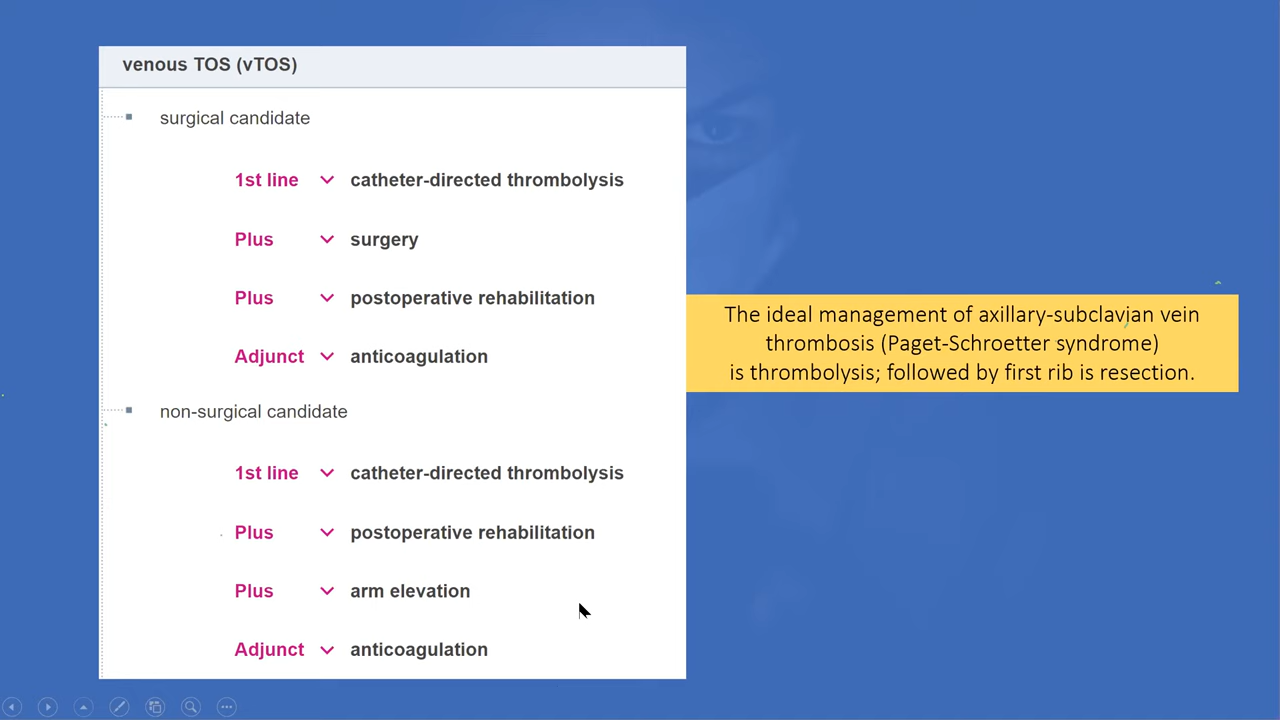 venous TOS (vTOS)
surgical candidate
1st line catheter-directed thrombolysis
Plus surgery
Plus postoperative rehabilitation
Adjunct anticoagulation
non-surgical candidate
1st line catheter-directed thrombolysis
Plus postoperative rehabilitation
Plus arm elevation
Adjunct anticoagulation
The ideal management of axillary-subclavian vein
thrombosis (Paget-Schroetter syndrome)
is thrombolysis; followed by first rib is resection.